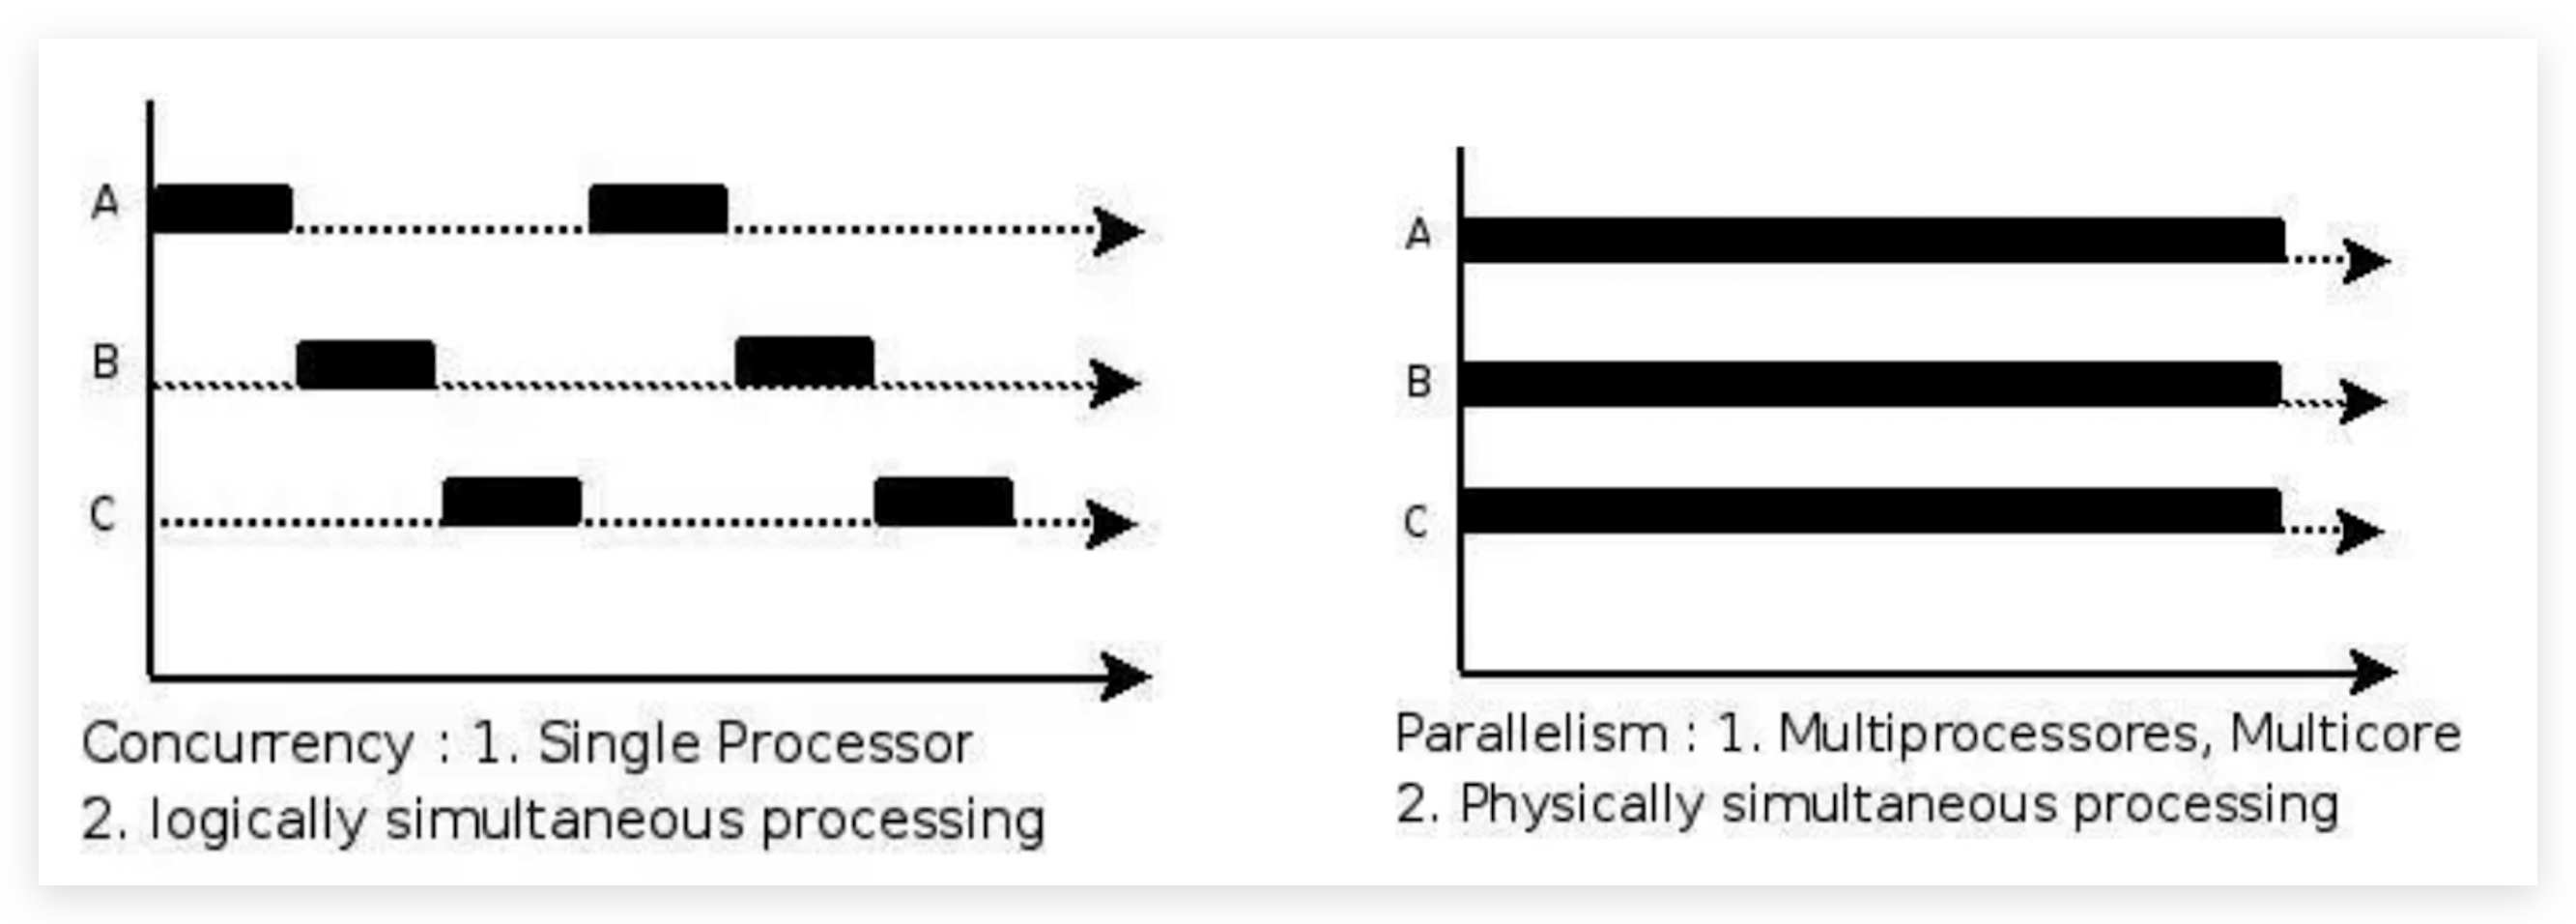 A
B
C
Concurrency : 1. Single Processor
2. logically simultaneous processing
A
B
C
Parallelism : 1. Multiprocessores, Multicore
2. Physically simultaneous processing